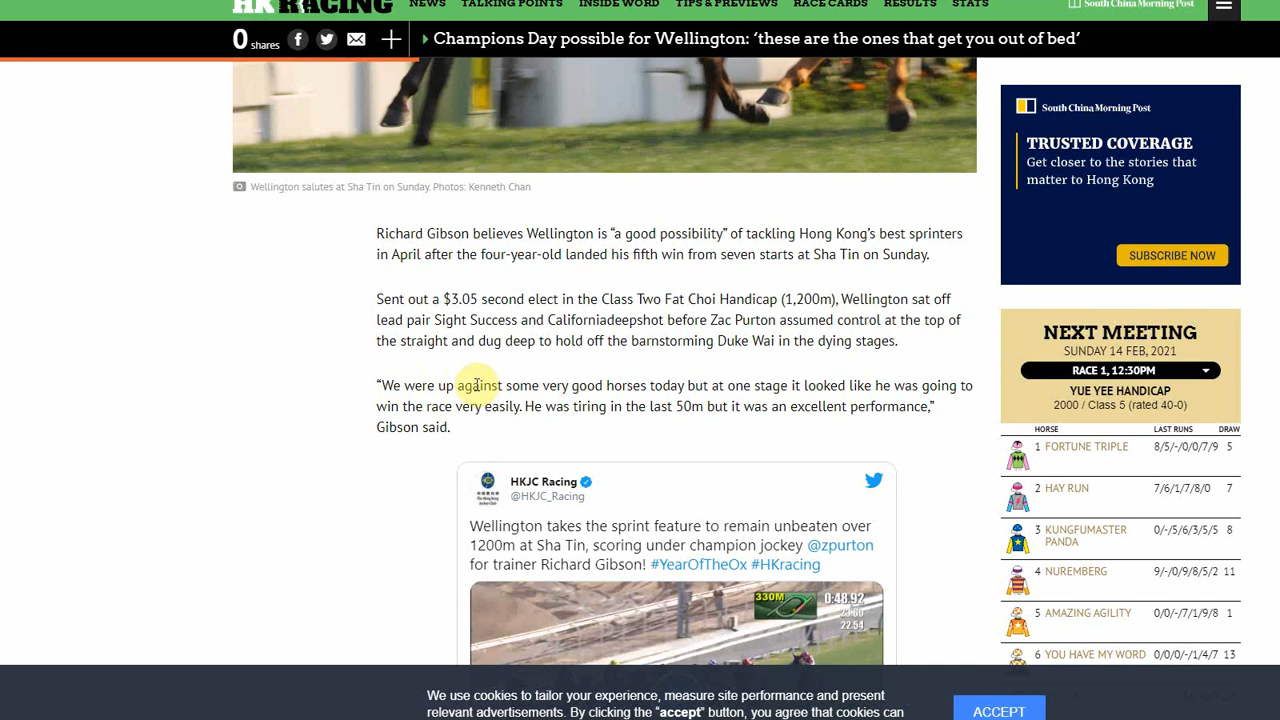 HK RACING
NEWS TALKING POINTS INSIDE WORD TIPS & PREVIEWS RACE CARDS RESULTS STATS
South China Morning Post
0 shares
Champions Day possible for Wellington: ‘these are the ones that get you out of bed’
Wellington salutes at Sha Tin on Sunday. Photos: Kenneth Chan
Richard Gibson believes Wellington is “a good possibility” of tackling Hong Kong’s best sprinters
in April after the four-year-old landed his fifth win from seven starts at Sha Tin on Sunday.
Sent out a $3.05 second elect in the Class Two Fat Choi Handicap (1,200m), Wellington sat off
lead pair Sight Success and Californiadeepshot before Zac Purton assumed control at the top of
the straight and dug deep to hold off the barnstorming Duke Wai in the dying stages.
“We were up against some very good horses today but at one stage it looked like he was going to
win the race very easily. He was tiring in the last 50m but it was an excellent performance,”
Gibson said.
HKJC Racing
@HKJC_Racing
Wellington takes the sprint feature to remain unbeaten over
1200m at Sha Tin, scoring under champion jockey @zpurton
for trainer Richard Gibson! #YearOfTheOx #HKracing
330M
0:48.92
22.54
South China Morning Post
TRUSTED COVERAGE
Get closer to the stories that
matter to Hong Kong
SUBSCRIBE NOW
NEXT MEETING
SUNDAY 14 FEB, 2021
RACE 1, 12:30PM
YUE YEE HANDICAP
2000 / Class 5 (rated 40-0)
HORSE LAST RUNS DRAW
1 FORTUNE TRIPLE 8/5/-/0/0/7/9 5
2 HAY RUN 7/6/1/7/8/0 7
3 KUNGFUMASTER PANDA 0/-/5/6/3/5/5 8
4 NUREMBERG 9/-/0/9/8/5/2 11
5 AMAZING AGILITY 0/0/-/7/1/9/8 1
6 YOU HAVE MY WORD 0/0/0/-/1/4/7 13
We use cookies to tailor your experience, measure site performance and present
relevant advertisements. By clicking the “accept” button, you agree that cookies can
ACCEPT